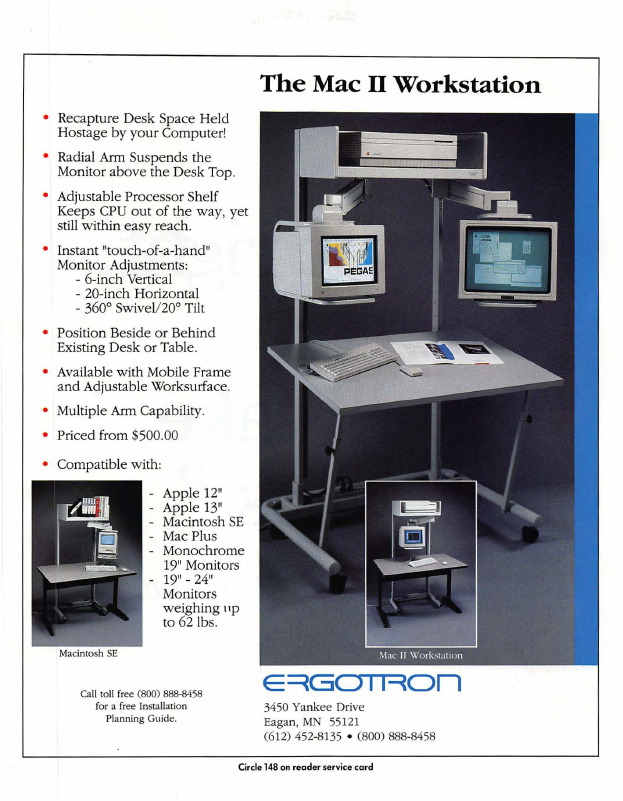 The Mac II Workstation
• Recapture Desk Space Held
Hostage by your Computer!
• Radial Arm Suspends the
Monitor above the Desk Top.
• Adjustable Processor Shelf
Keeps CPU out of the way, yet
still within easy reach.
• Instant "touch-of-a-hand"
Monitor Adjustments:
- 6-inch Vertical
- 20-inch Horizontal
- 360° Swivel/20° Tilt
• Position Beside or Behind
Existing Desk or Table.
• Available with Mobile Frame
and Adjustable Worksurface.
• Multiple Arm Capability.
• Priced from $500.00
• Compatible with:
- Apple 12"
- Apple 13"
- Macintosh SE
- Mac Plus
- Monochrome
19" Monitors
- 19" - 24"
Monitors
weighing up
to 62 lbs.
Macintosh SE
Call toll free (800) 888-8458
for a free Installation
Planning Guide.
PEGAS
Mac II Workstation
ERGOTRON
3450 Yankee Drive
Eagan, MN 55121
(612) 452-8135 • (800) 888-8458
Circle 148 on reader service card